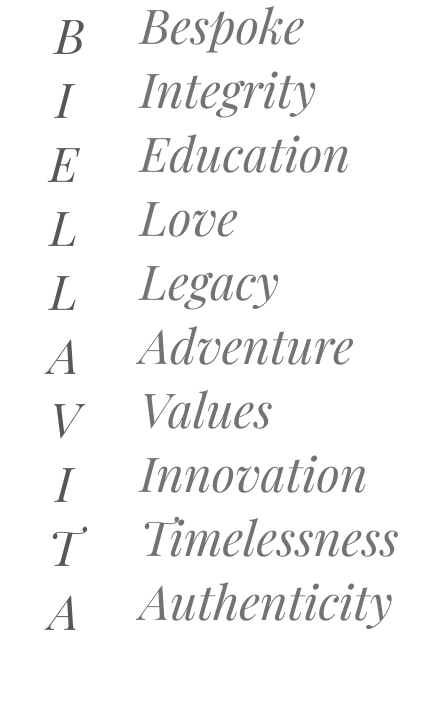 B Bespoke
I Integrity
E Education
L Love
L Legacy
A Adventure
V Values
I Innovation
T Timelessness
A Authenticity